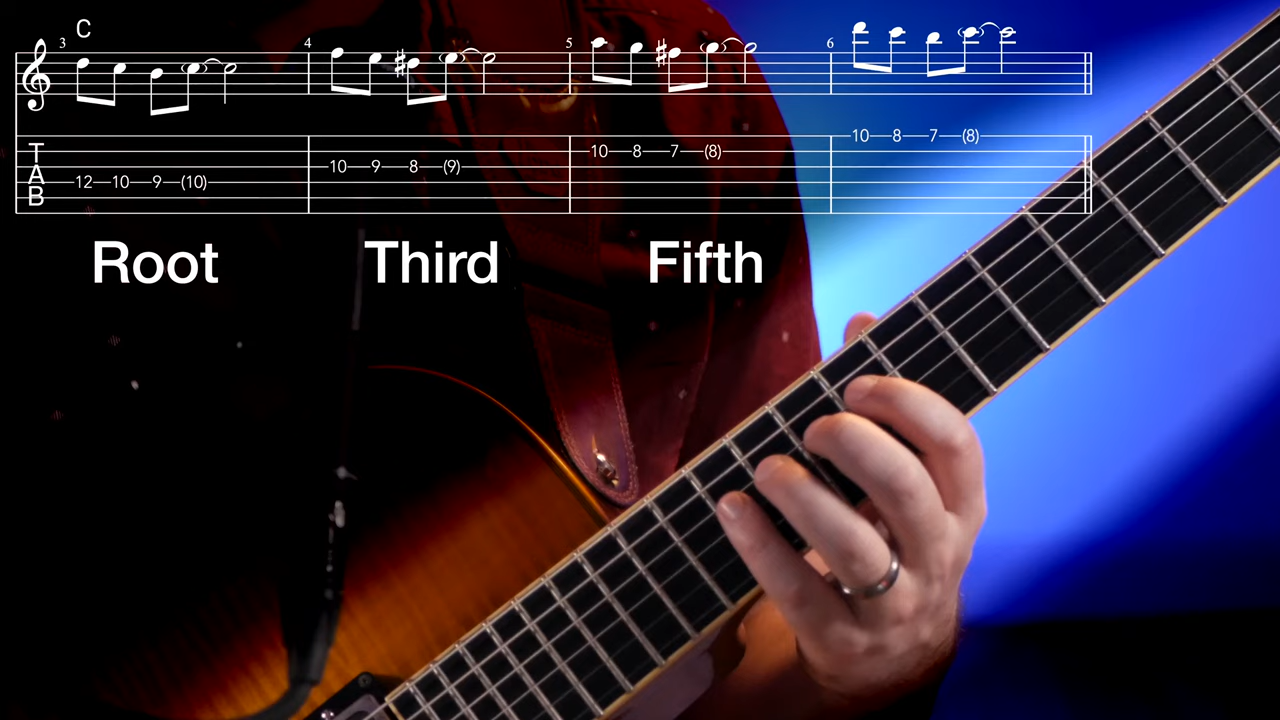 C
3 4 5 6
T
A
B
10 8 7 (8)
10 8 7 (8)
10 9 8 (9)
12 10 9 (10)
Root Third Fifth